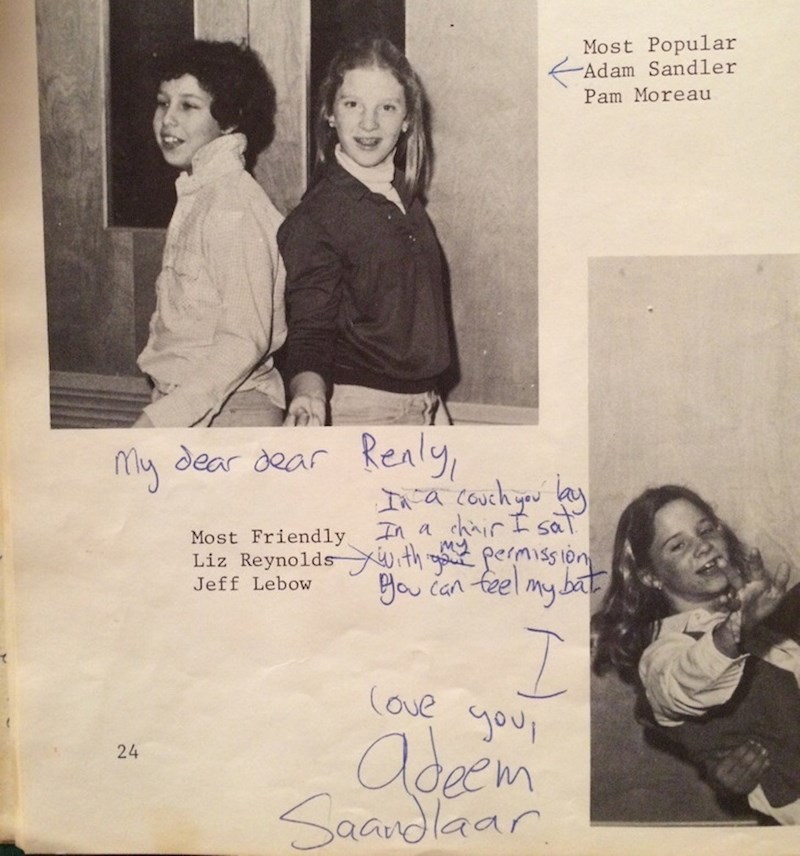 Most Popular
Adam Sandler
Pam Moreau
My dear dear Renly,
In a couch you lay
In a chair I sat
With my permission
You can feel my bat
Most Friendly
Liz Reynolds
Jeff Lebow
I
love you,
Adeem
Saandlaar
24